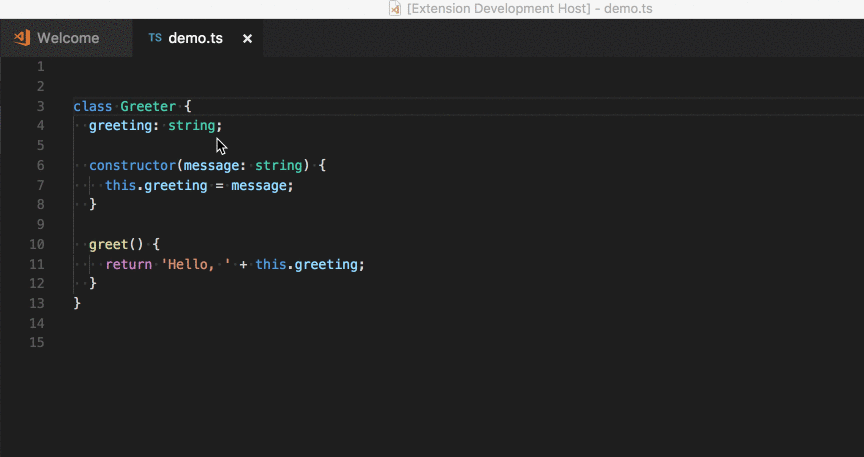 [Extension Development Host] - demo.ts
Welcome TS demo.ts ×
1
2
3 class Greeter {
4 greeting: string;
5
6 constructor(message: string) {
7 this.greeting = message;
8 }
9
10 greet() {
11 return 'Hello, ' + this.greeting;
12 }
13 }
14
15